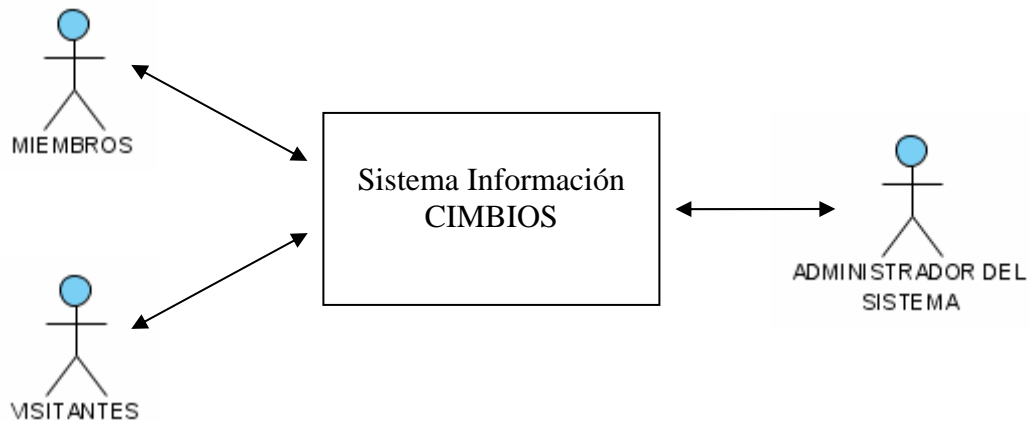 MIEMBROS
Sistema Información
CIMBIOS
ADMINISTRADOR DEL
SISTEMA
VISITANTES